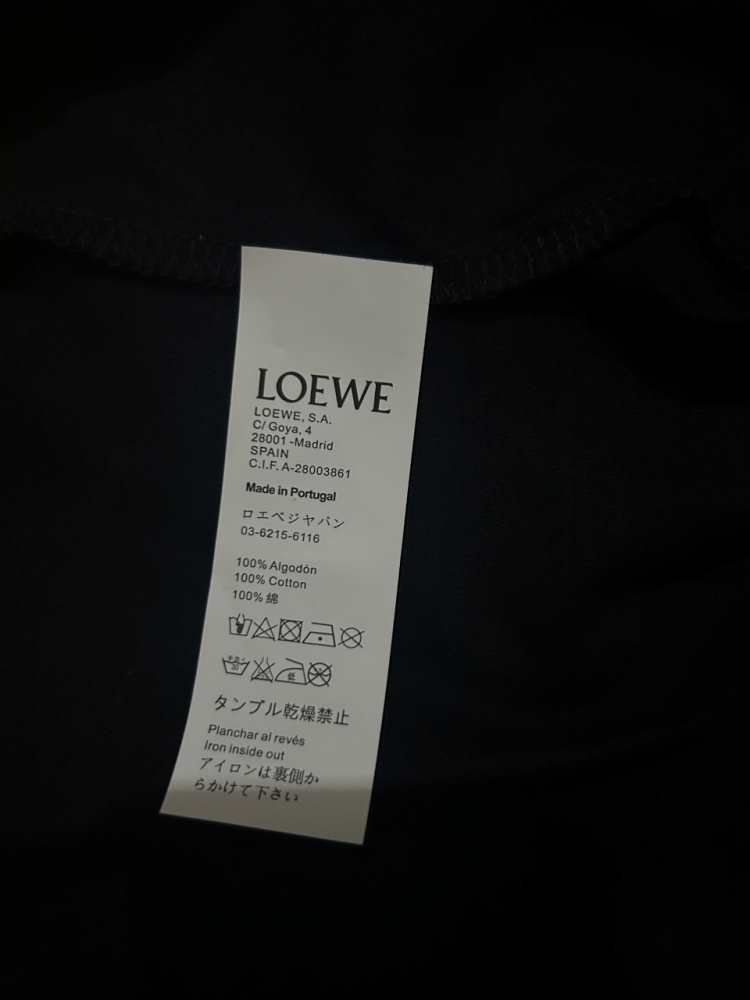 LOEWE
LOEWE, S.A.
C/ Goya, 4
28001 -Madrid
SPAIN
C.I.F. A-28003861
Made in Portugal
ロエベジャパン
03-6215-6116
100% Algodón
100% Cotton
100% 綿
タンブル乾燥禁止
Planchar al revés
Iron inside out
アイロンは裏側か
らかけて下さい